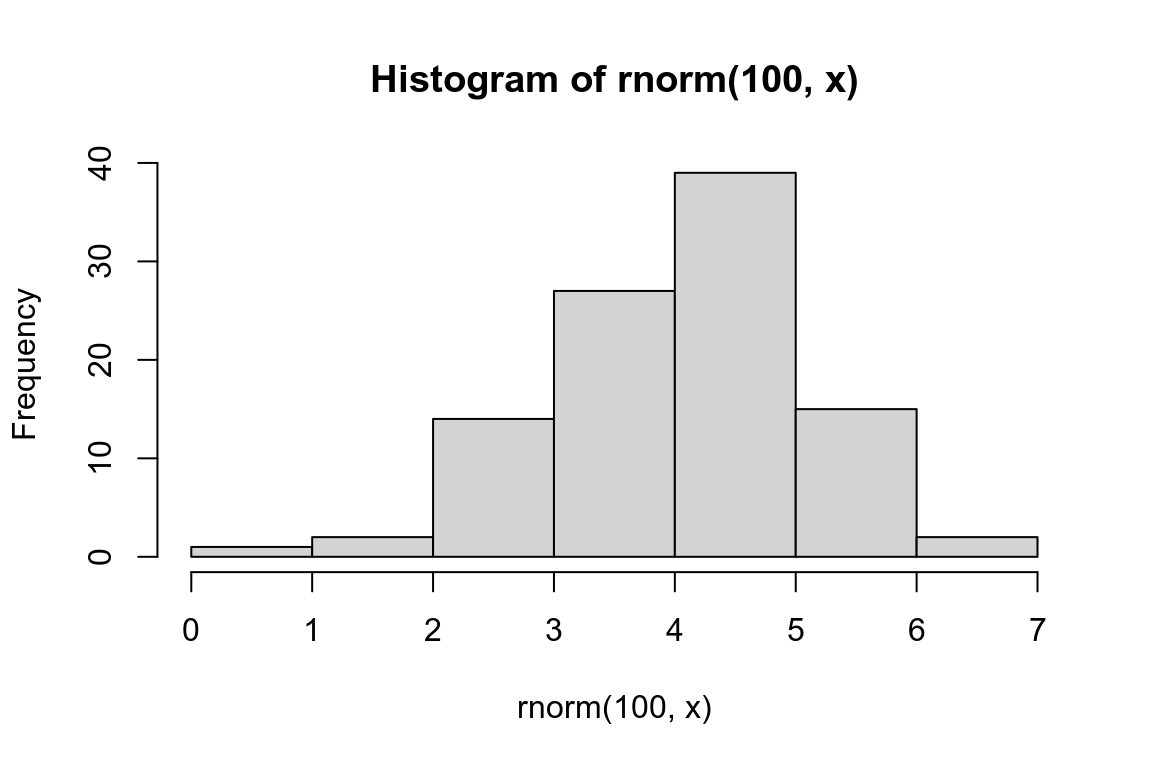 Histogram of rnorm(100, x)
Frequency
40
30
20
10
0
0 1 2 3 4 5 6 7
rnorm(100, x)